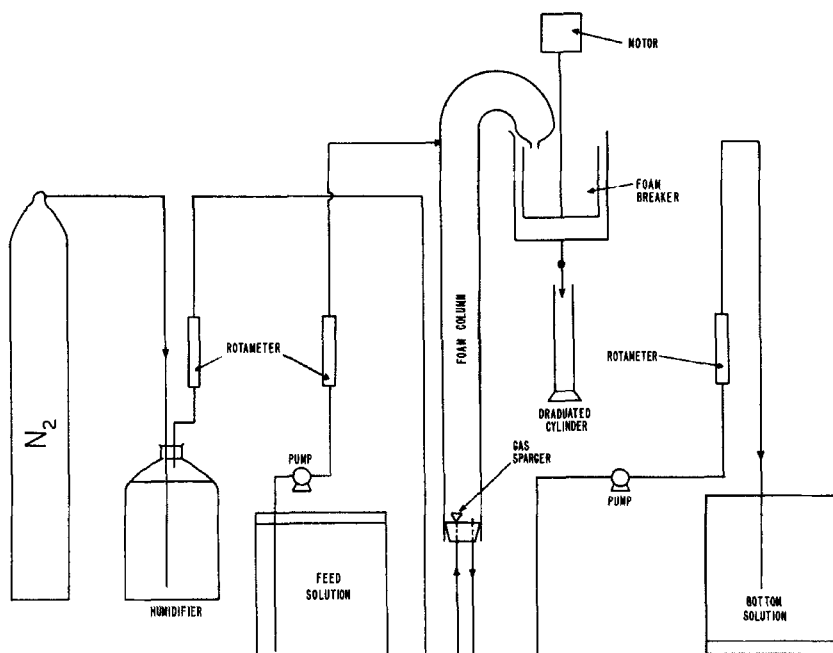 MOTOR
FOAM
BREAKER
ROTAMETER
FOAM COLUMN
ROTAMETER
DRADUATED
CYLINDER
N2
GAS
SPARGER
PUMP
PUMP
FEED
SOLUTION
HUMIDIFIER
BOTTOM
SOLUTION